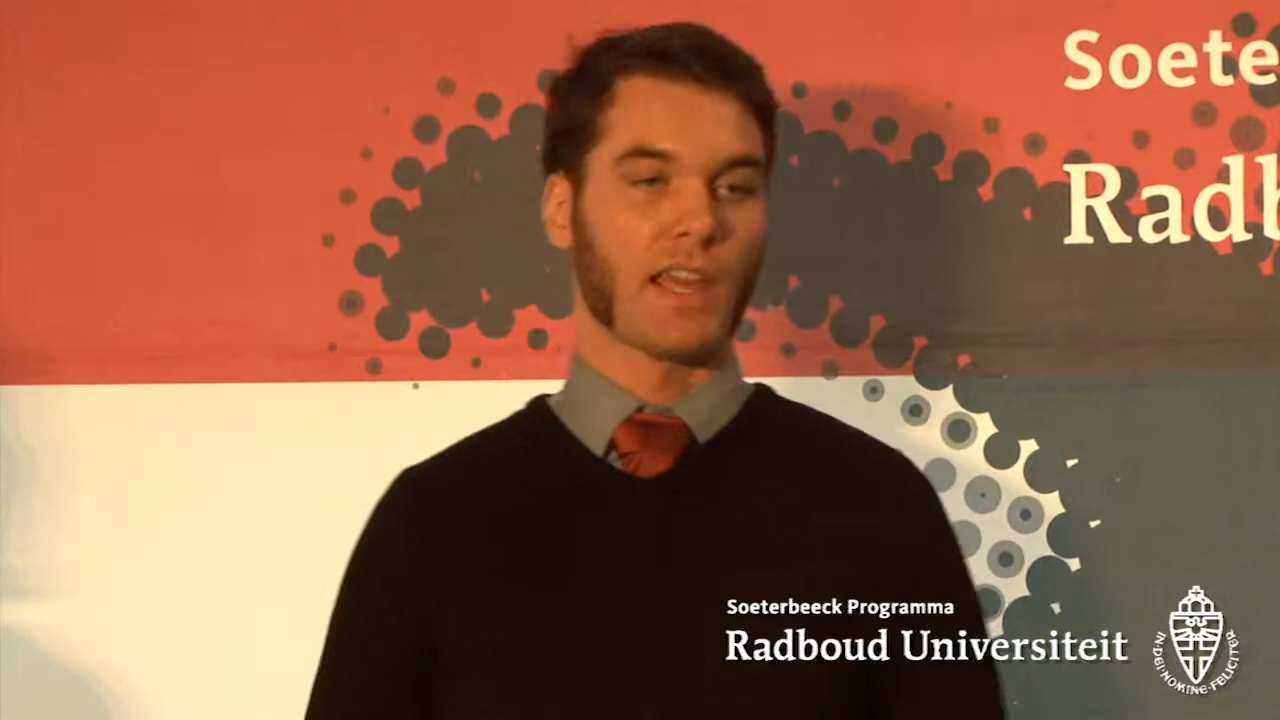 Soete
Radb
Soeterbeeck Programma
Radboud Universiteit
IN·DEI·NOMINE·FELICITER